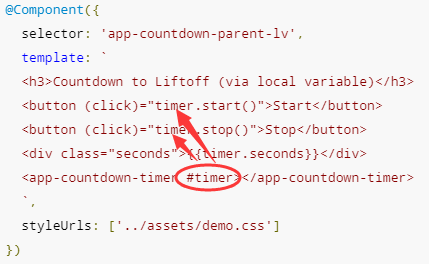 @Component({
selector: 'app-countdown-parent-lv',
template: `
<h3>Countdown to Liftoff (via local variable)</h3>
<button (click)="timer.start()">Start</button>
<button (click)="timer.stop()">Stop</button>
<div class="seconds">{{timer.seconds}}</div>
<app-countdown-timer #timer></app-countdown-timer>
`,
styleUrls: ['../assets/demo.css']
})